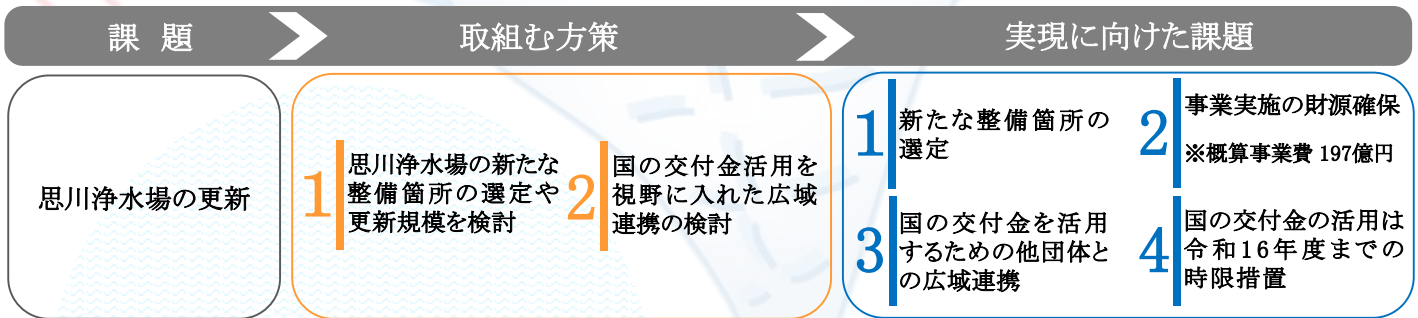 課 題
取組む方策
実現に向けた課題
思川浄水場の更新
1
思川浄水場の新たな
整備箇所の選定や
更新規模を検討
2
国の交付金活用を
視野に入れた広域
連携の検討
1
新たな整備箇所の
選定
2
事業実施の財源確保
※概算事業費 197億円
3
国の交付金を活用
するための他団体と
の広域連携
4
国の交付金の活用は
令和16年度までの
時限措置